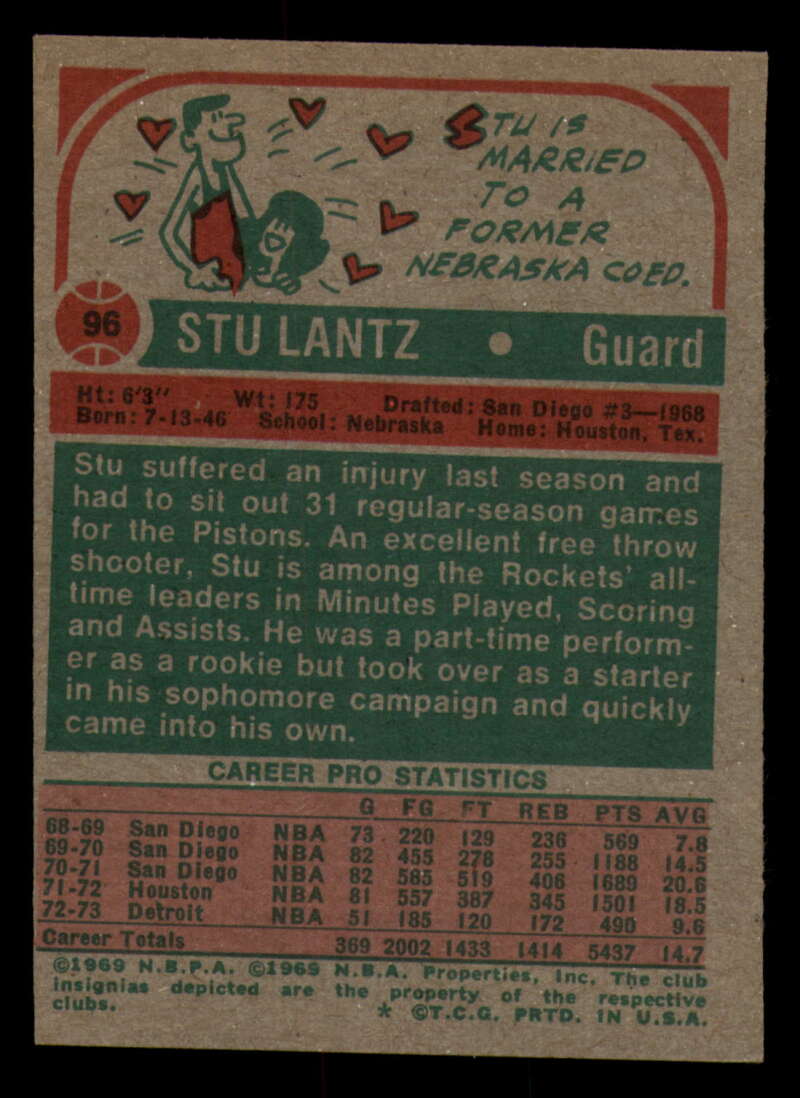 STU IS
MARRIED
TO A
FORMER
NEBRASKA COED.
96 STU LANTZ • Guard
Ht: 6'3" Wt: 175 Drafted: San Diego #3—1968
Born: 7-13-46 School: Nebraska Home: Houston, Tex.
Stu suffered an injury last season and
had to sit out 31 regular-season games
for the Pistons. An excellent free throw
shooter, Stu is among the Rockets' all-
time leaders in Minutes Played, Scoring
and Assists. He was a part-time perform-
er as a rookie but took over as a starter
in his sophomore campaign and quickly
came into his own.
CAREER PRO STATISTICS
G FG FT REB PTS AVG
68-69 San Diego NBA 73 220 129 236 569 7.8
69-70 San Diego NBA 82 455 278 255 1188 14.5
70-71 San Diego NBA 82 585 519 406 1689 20.6
71-72 Houston NBA 81 557 387 345 1501 18.5
72-73 Detroit NBA 51 185 120 172 490 9.6
Career Totals 369 2002 1433 1414 5437 14.7
©1969 N.B.P.A. ©1969 N.B.A. Properties, Inc. The club
insignias depicted are the property of the respective
clubs. * ©T.C.G. PRTD. IN U.S.A.